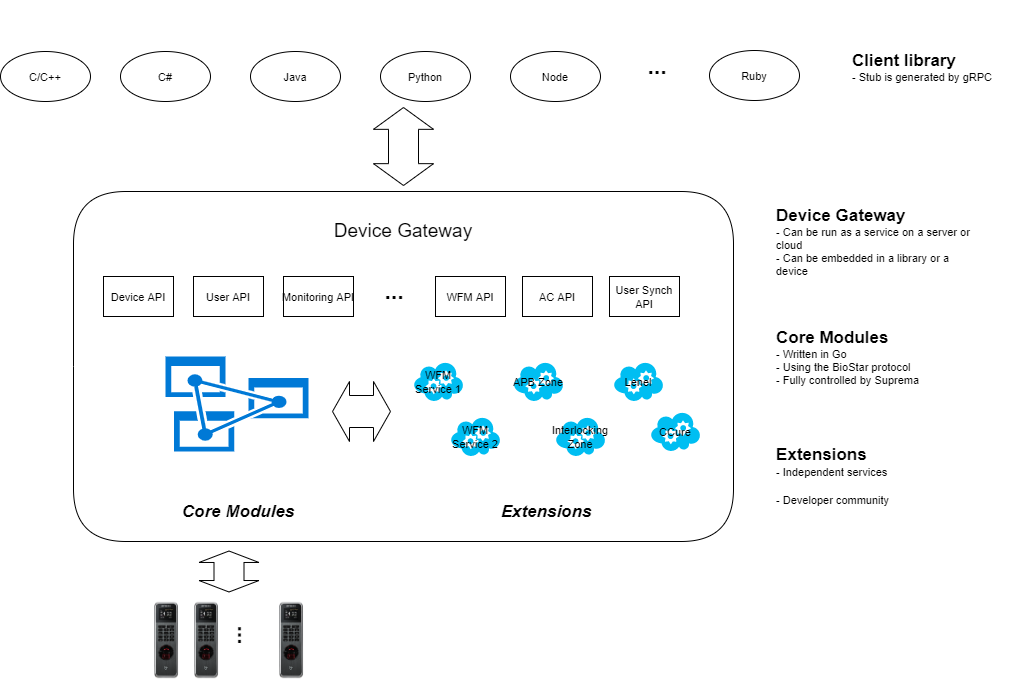 C/C++
C#
Java
Python
Node
...
Ruby
Client library
- Stub is generated by gRPC
Device Gateway
Device Gateway
- Can be run as a service on a server or
cloud
- Can be embedded in a library or a
device
Device API
User API
Monitoring API
...
WFM API
AC API
User Synch
API
Core Modules
- Written in Go
- Using the BioStar protocol
- Fully controlled by Suprema
WFM
Service 1
APB Zone
Lenel
WFM
Service 2
Interlocking
Zone
CCure
Extensions
- Independent services
- Developer community
Core Modules
Extensions
...